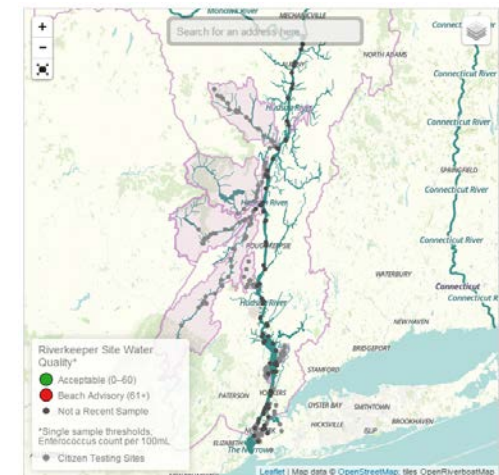 Mohawk River
MECHANICVILLE
+
−
Search for an address here
NORTH ADAMS
ALBANY
Connecticut River
Hudson River
Connecticut River
SPRINGFIELD
Connecticut River
Hudson River
Connecticut River
POUGHKEEPSIE
WATERBURY
Connecticut
Hudson River
Connecticut R
NEW HAVEN
BRIDGEPORT
STAMFORD
PATERSON
YONKERS
OYSTER BAY
SMITHTOWN
BROOKHAVEN
HICKSVILLE
ISLIP
ELIZABETH
The Narrows
Riverkeeper Site Water
Quality*
Acceptable (0–60)
Beach Advisory (61+)
Not a Recent Sample
*Single sample thresholds,
Enterococcus count per 100mL
Citizen Testing Sites
Leaflet | Map data © OpenStreetMap, tiles OpenRiverboatMap